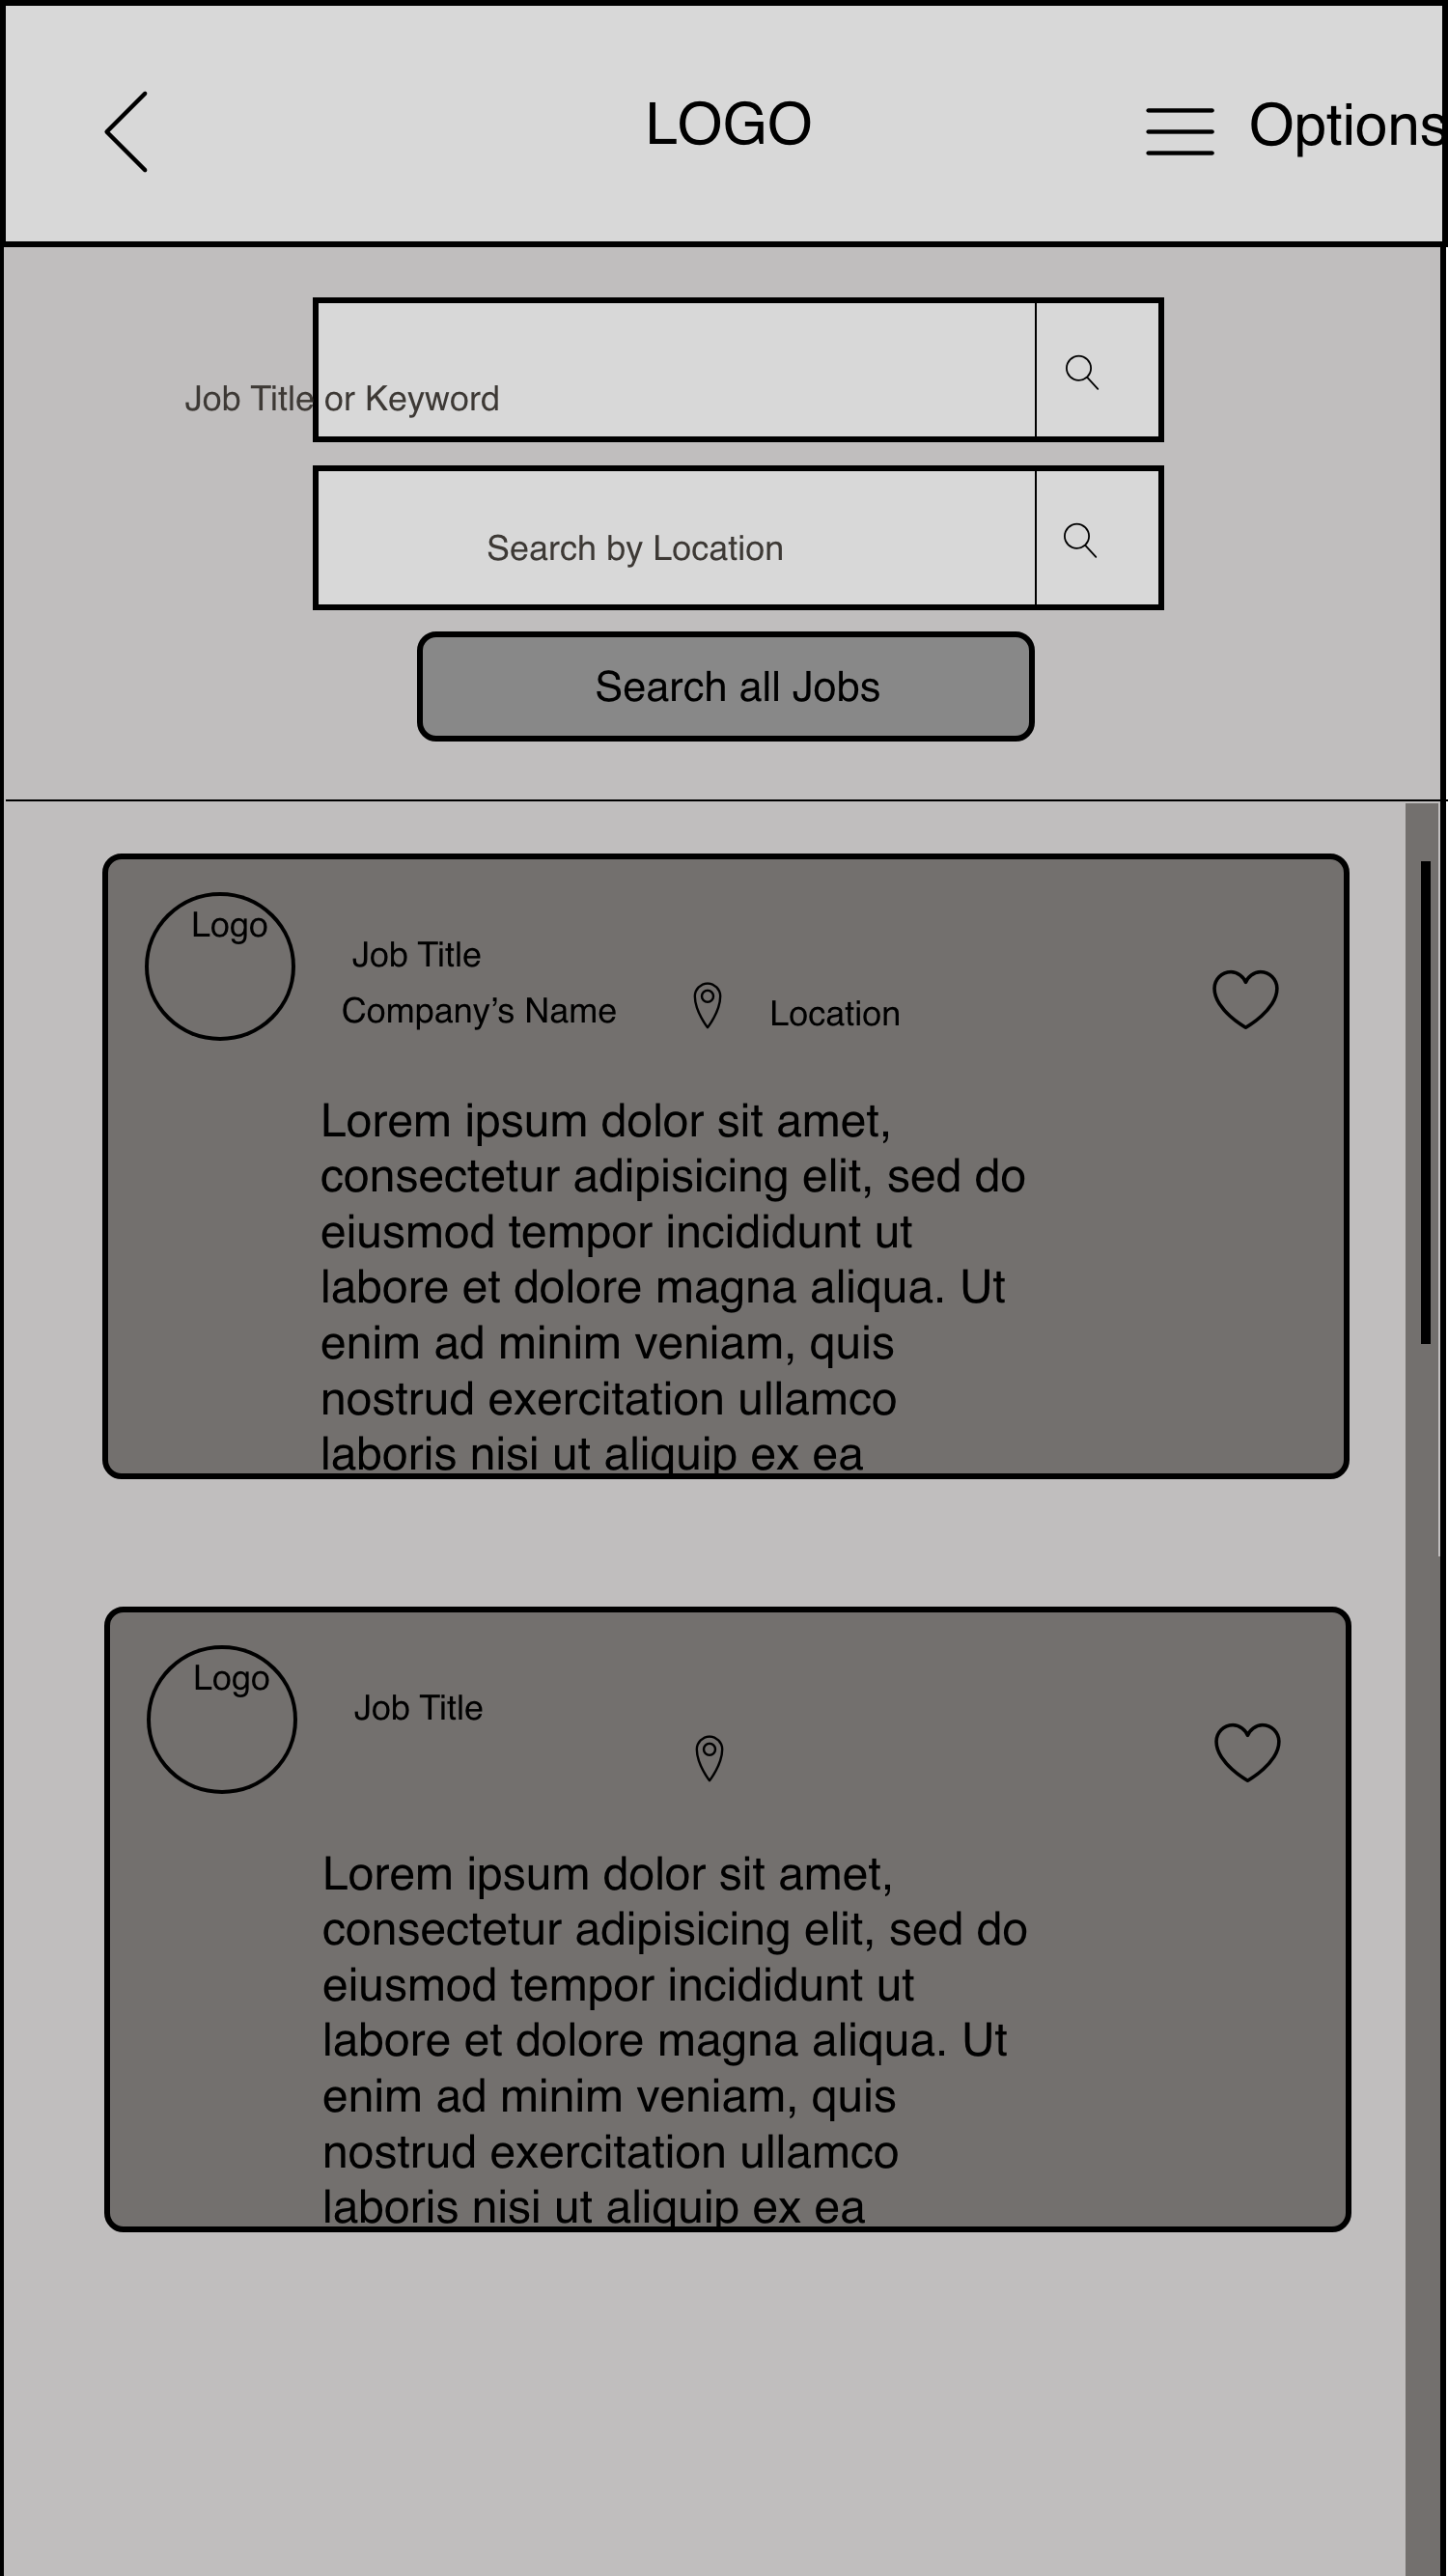 LOGO
Options
Job Title or Keyword
Search by Location
Search all Jobs
Logo
Job Title
Company’s Name
Location
Lorem ipsum dolor sit amet,
consectetur adipisicing elit, sed do
eiusmod tempor incididunt ut
labore et dolore magna aliqua. Ut
enim ad minim veniam, quis
nostrud exercitation ullamco
laboris nisi ut aliquip ex ea
Logo
Job Title
Lorem ipsum dolor sit amet,
consectetur adipisicing elit, sed do
eiusmod tempor incididunt ut
labore et dolore magna aliqua. Ut
enim ad minim veniam, quis
nostrud exercitation ullamco
laboris nisi ut aliquip ex ea